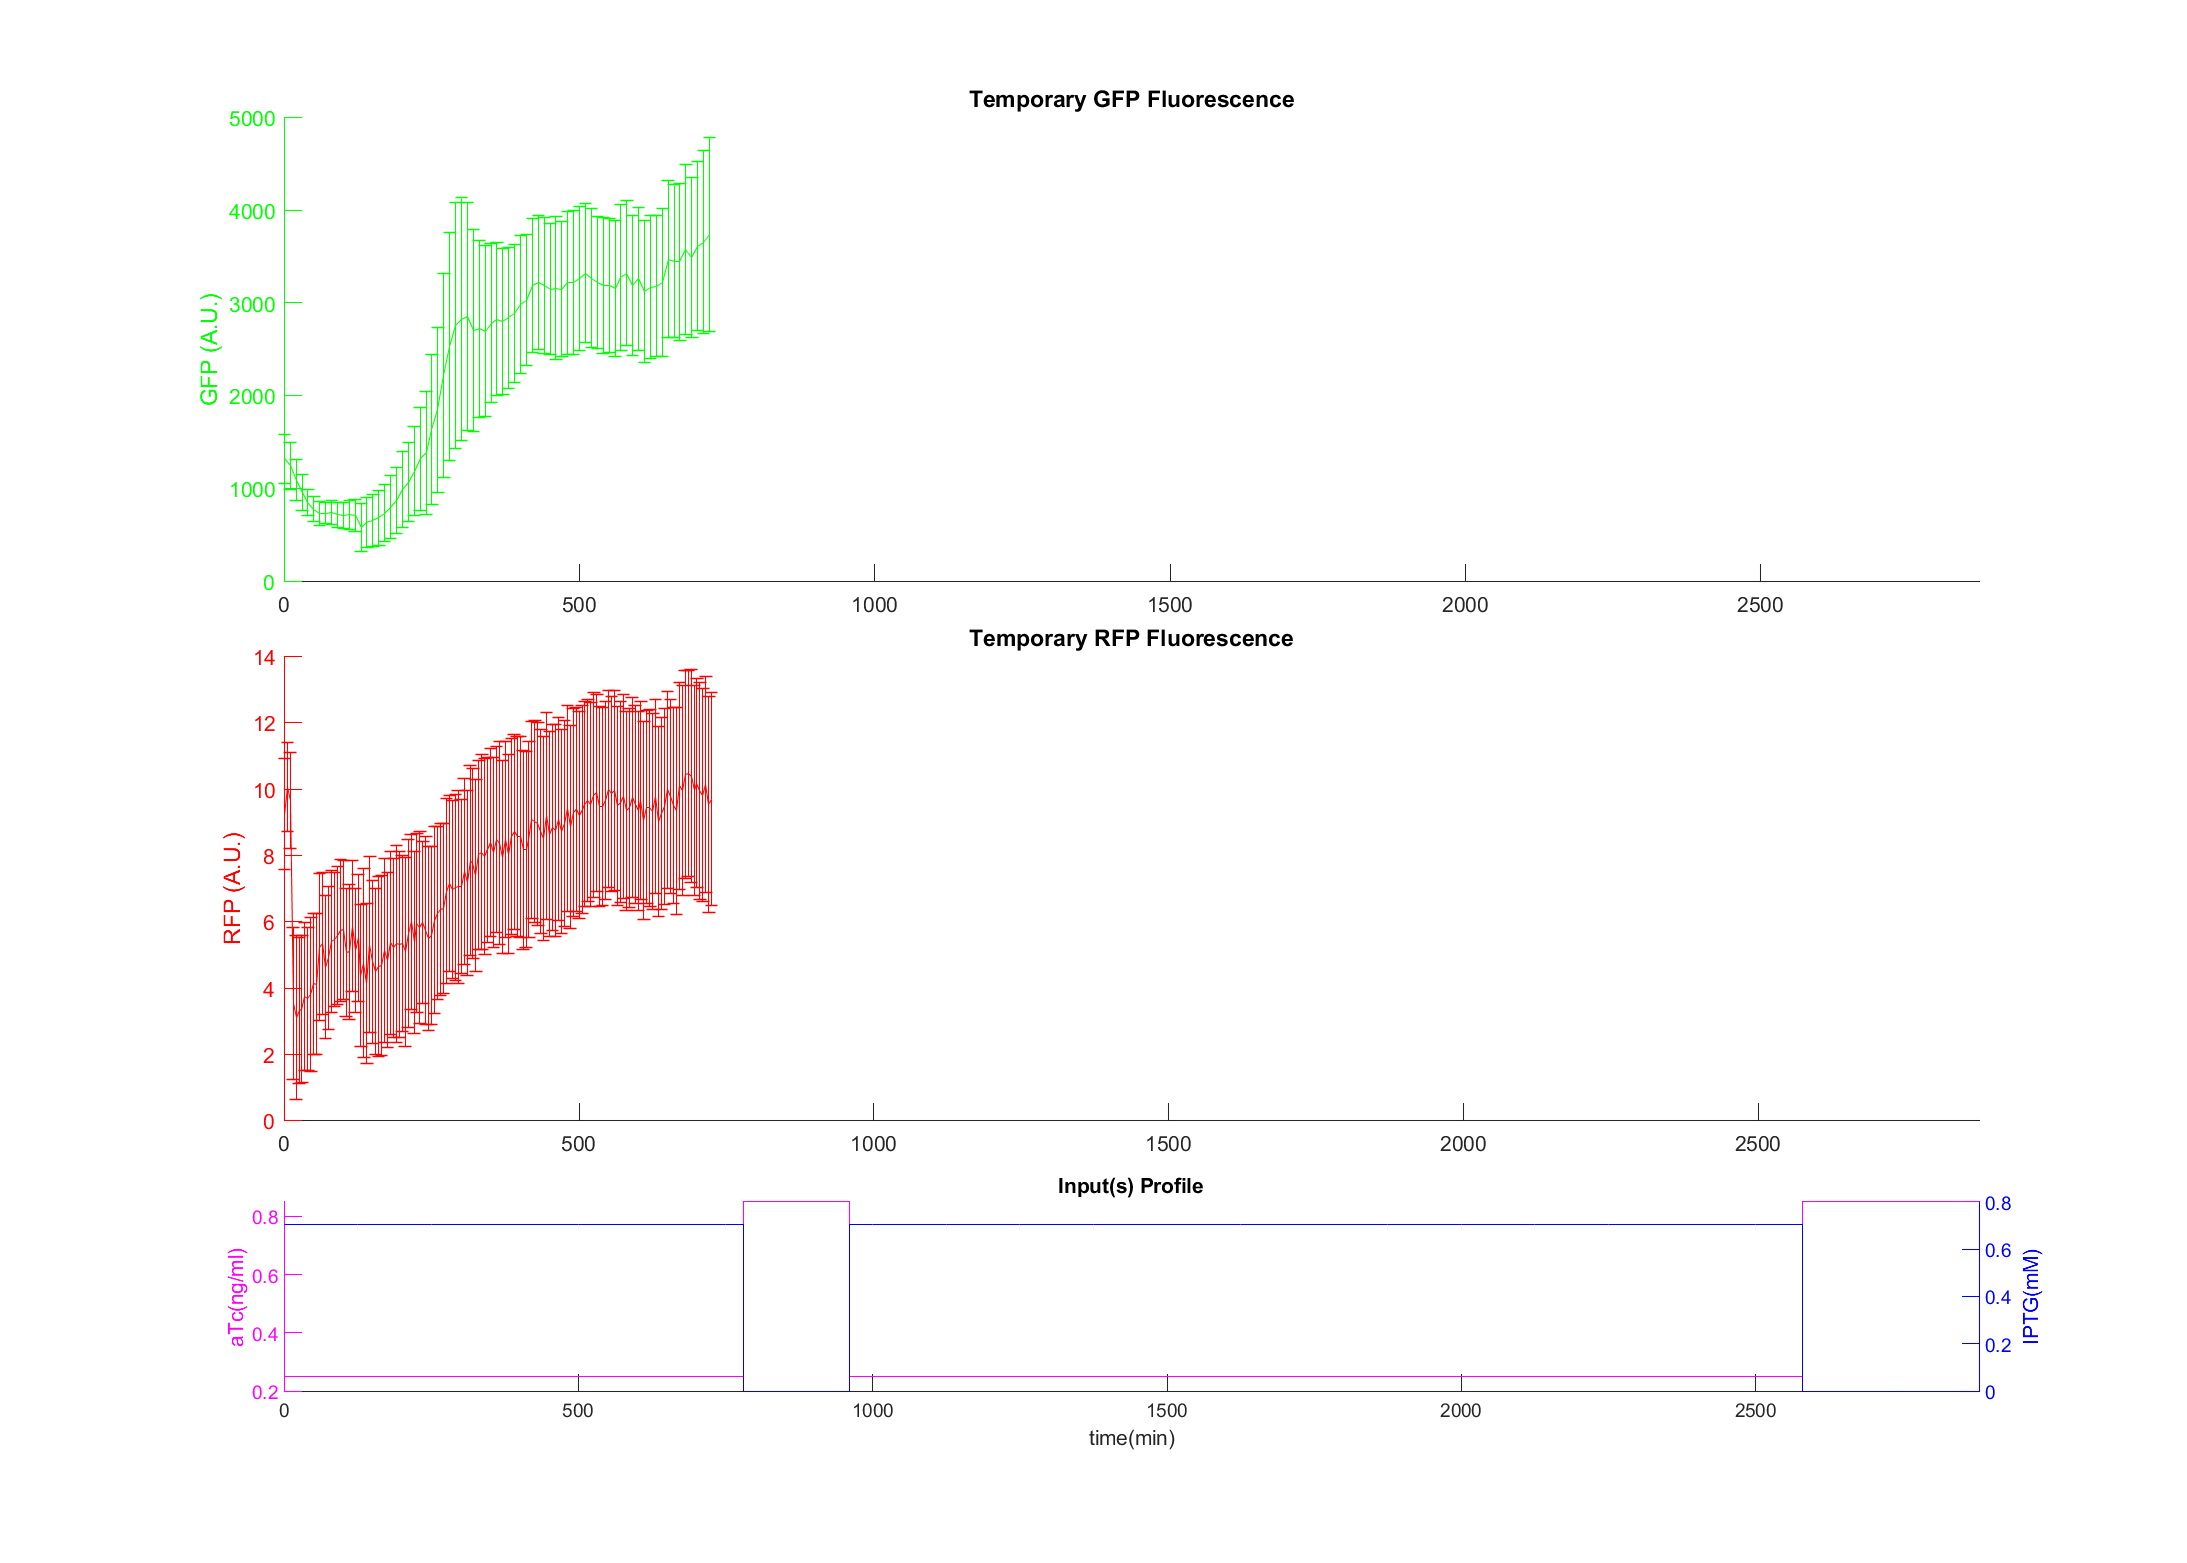 Temporary GFP Fluorescence
5000
4000
3000
2000
1000
0
GFP (A.U.)
0 500 1000 1500 2000 2500
Temporary RFP Fluorescence
14
12
10
8
6
4
2
0
RFP (A.U.)
0 500 1000 1500 2000 2500
Input(s) Profile
0.8
0.6
0.4
0.2
aTc(ng/ml)
0.8
0.6
0.4
0.2
0
IPTG(mM)
0 500 1000 1500 2000 2500
time(min)